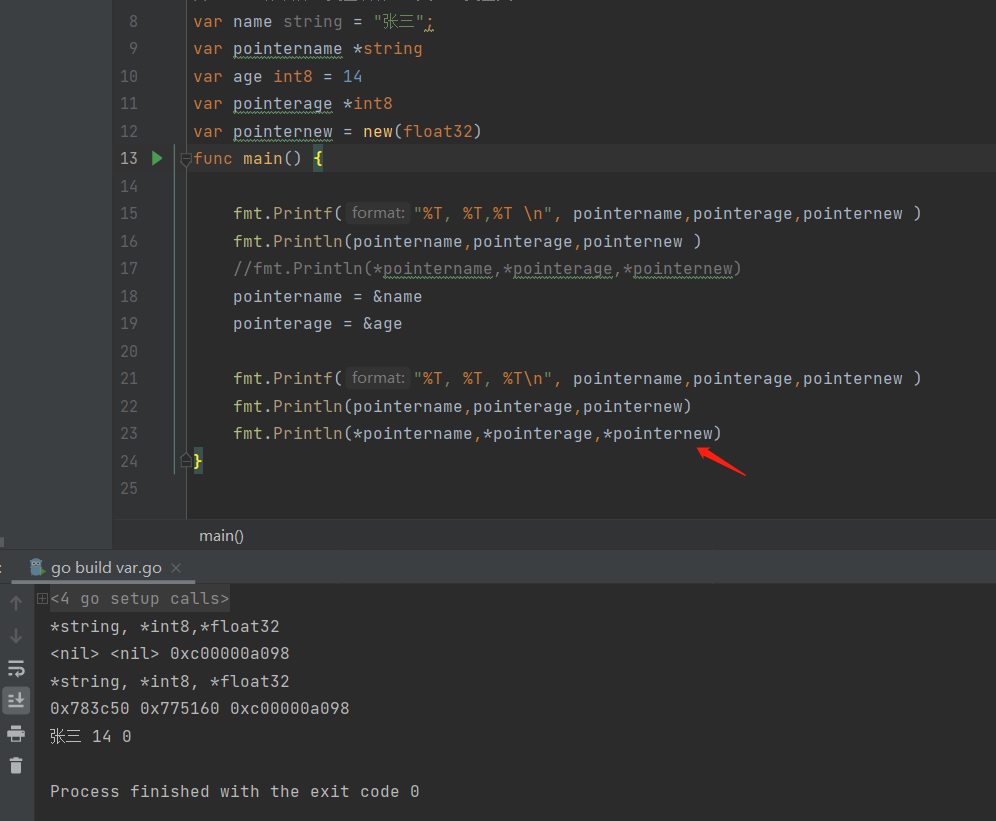 8 var name string = "张三";
9 var pointername *string
10 var age int8 = 14
11 var pointerage *int8
12 var pointernew = new(float32)
13 func main() {
14
15 fmt.Printf( format: "%T, %T,%T \n", pointername,pointerage,pointernew )
16 fmt.Println(pointername,pointerage,pointernew )
17 //fmt.Println(*pointername,*pointerage,*pointernew)
18 pointername = &name
19 pointerage = &age
20
21 fmt.Printf( format: "%T, %T, %T\n", pointername,pointerage,pointernew )
22 fmt.Println(pointername,pointerage,pointernew)
23 fmt.Println(*pointername,*pointerage,*pointernew)
24 }
25
main()
: go build var.go ×
<4 go setup calls>
*string, *int8,*float32
<nil> <nil> 0xc00000a098
*string, *int8, *float32
0x783c50 0x775160 0xc00000a098
张三 14 0
Process finished with the exit code 0